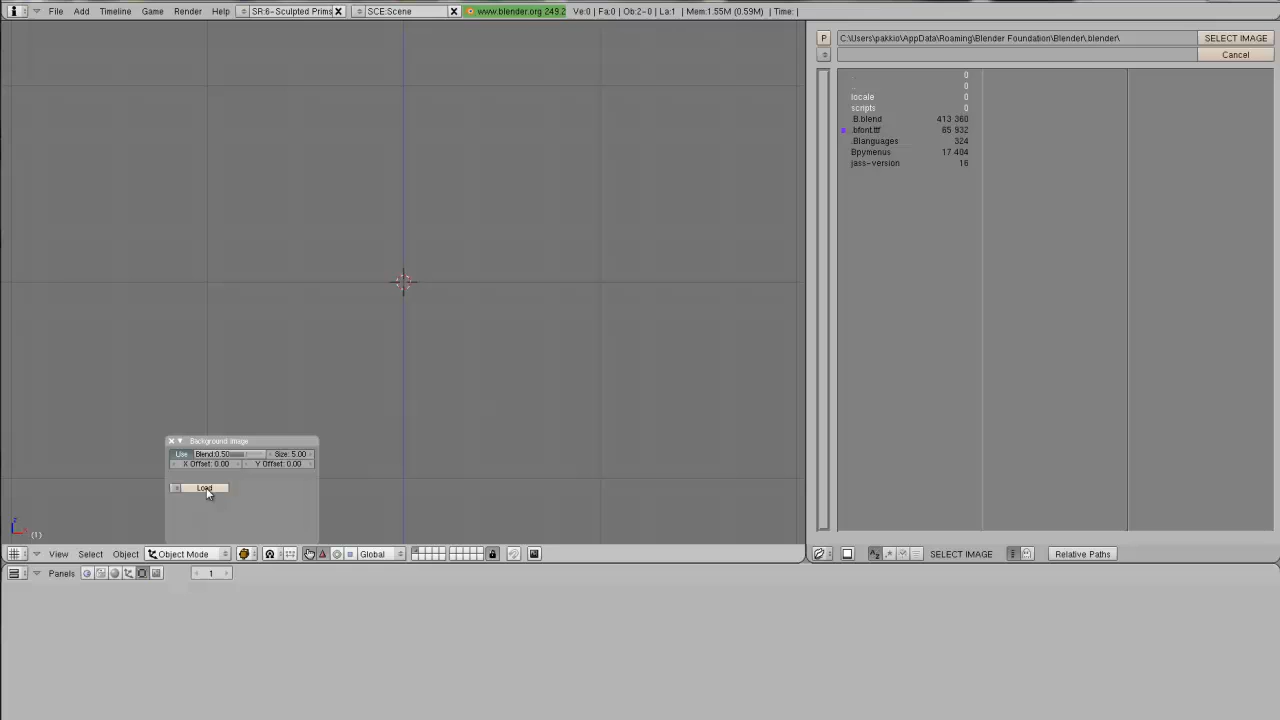 File Add Timeline Game Render Help SR:6-Sculpted Prims SCE:Scene www.blender.org 249.2 Ve:0 | Fa:0 | Ob:2-0 | La:1 | Mem:1.55M (0.59M) | Time: |
P C:\Users\pakkio\AppData\Roaming\Blender Foundation\Blender\.blender\ SELECT IMAGE
Cancel
. 0
.. 0
locale 0
scripts 0
.B.blend 413 360
.bfont.ttf 65 932
.Blanguages 324
Bpymenus 17 404
jass-version 16
Background Image
Use Blend:0.50 Size: 5.00
X Offset: 0.00 Y Offset: 0.00
Load
z
(1)
View Select Object Object Mode Global
SELECT IMAGE Relative Paths
Panels 1